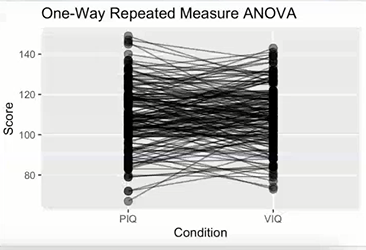 One-Way Repeated Measure ANOVA
Score
140
120
100
80
PIQ VIQ
Condition